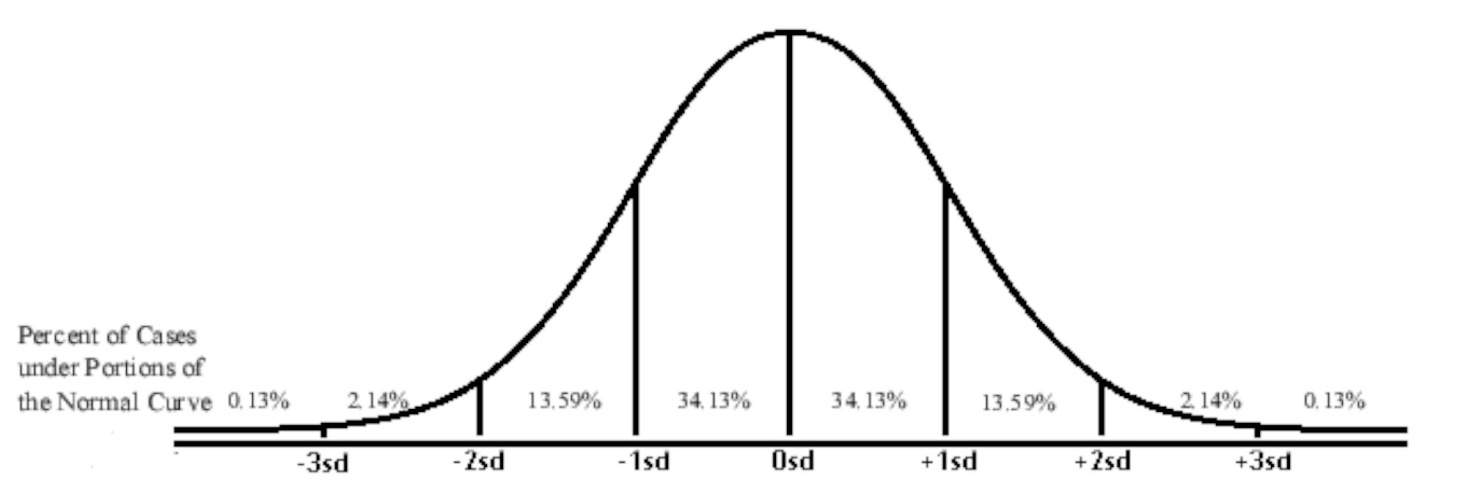 Percent of Cases
under Portions of
the Normal Curve 0.13% 2.14% 13.59% 34.13% 34.13% 13.59% 2.14% 0.13%
-3sd -2sd -1sd 0sd +1sd +2sd +3sd